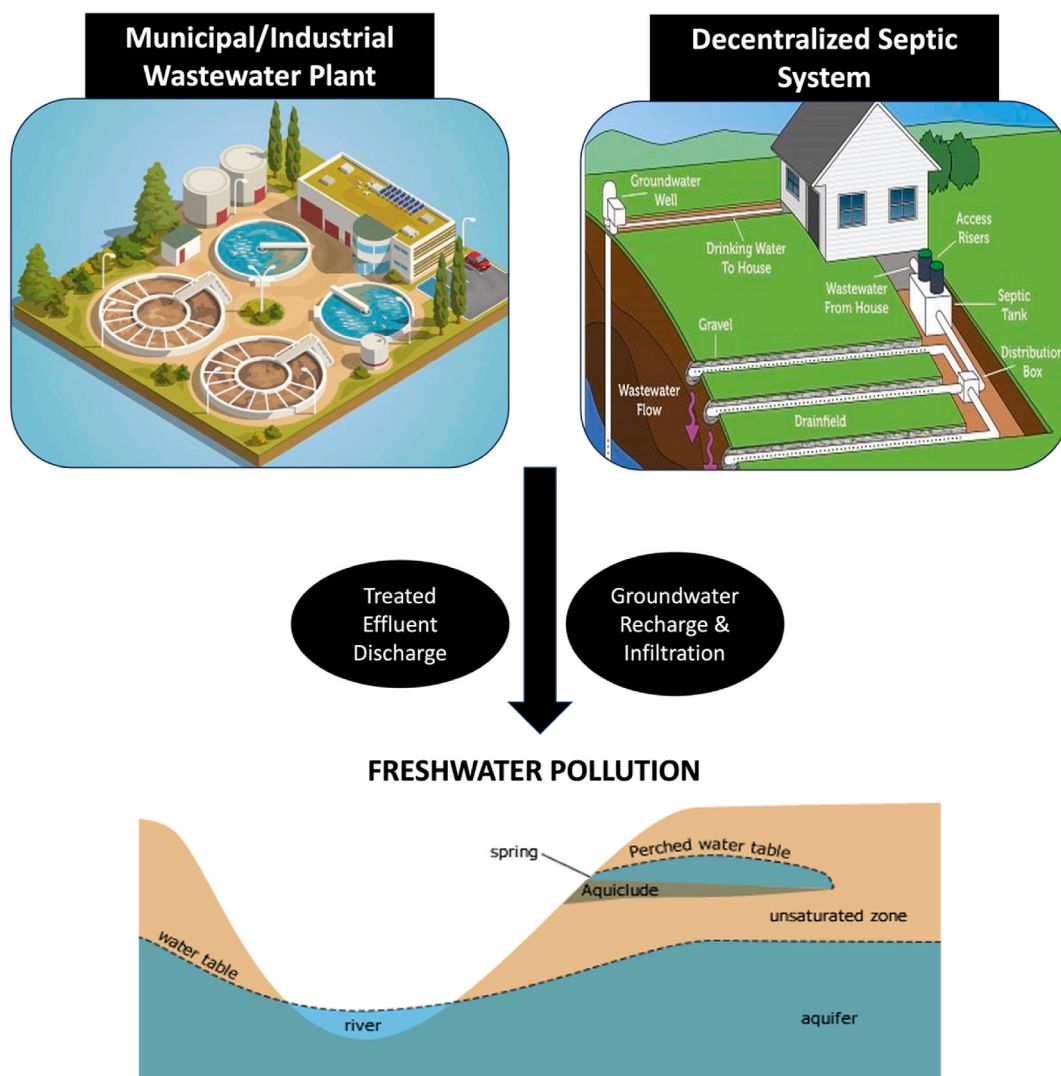 Municipal/Industrial
Wastewater Plant
Decentralized Septic
System
Groundwater
Well
Drinking Water
To House
Access
Risers
Wastewater
From House
Septic
Tank
Gravel
Distribution
Box
Wastewater
Flow
Drainfield
Treated
Effluent
Discharge
Groundwater
Recharge &
Infiltration
FRESHWATER POLLUTION
spring
Perched water table
Aquiclude
unsaturated zone
water table
river
aquifer